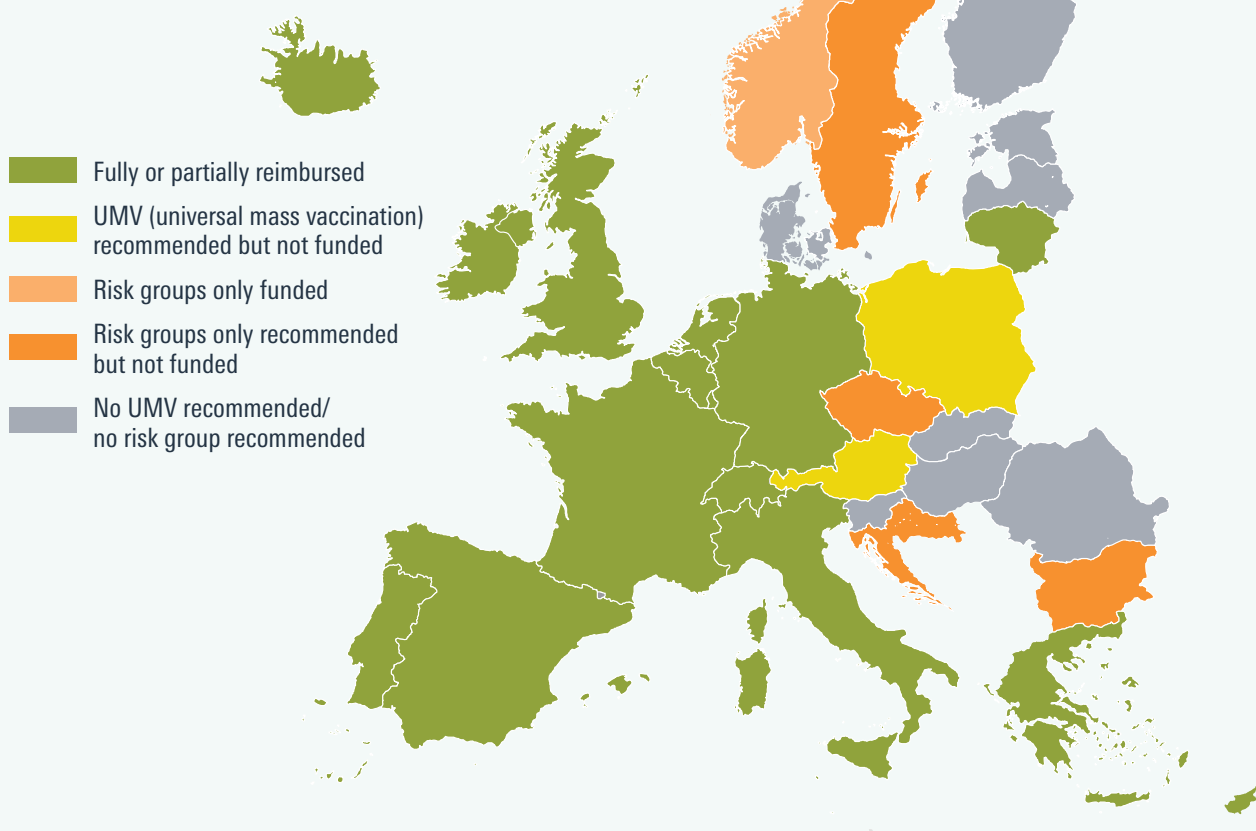 Fully or partially reimbursed
UMV (universal mass vaccination)
recommended but not funded
Risk groups only funded
Risk groups only recommended
but not funded
No UMV recommended/
no risk group recommended